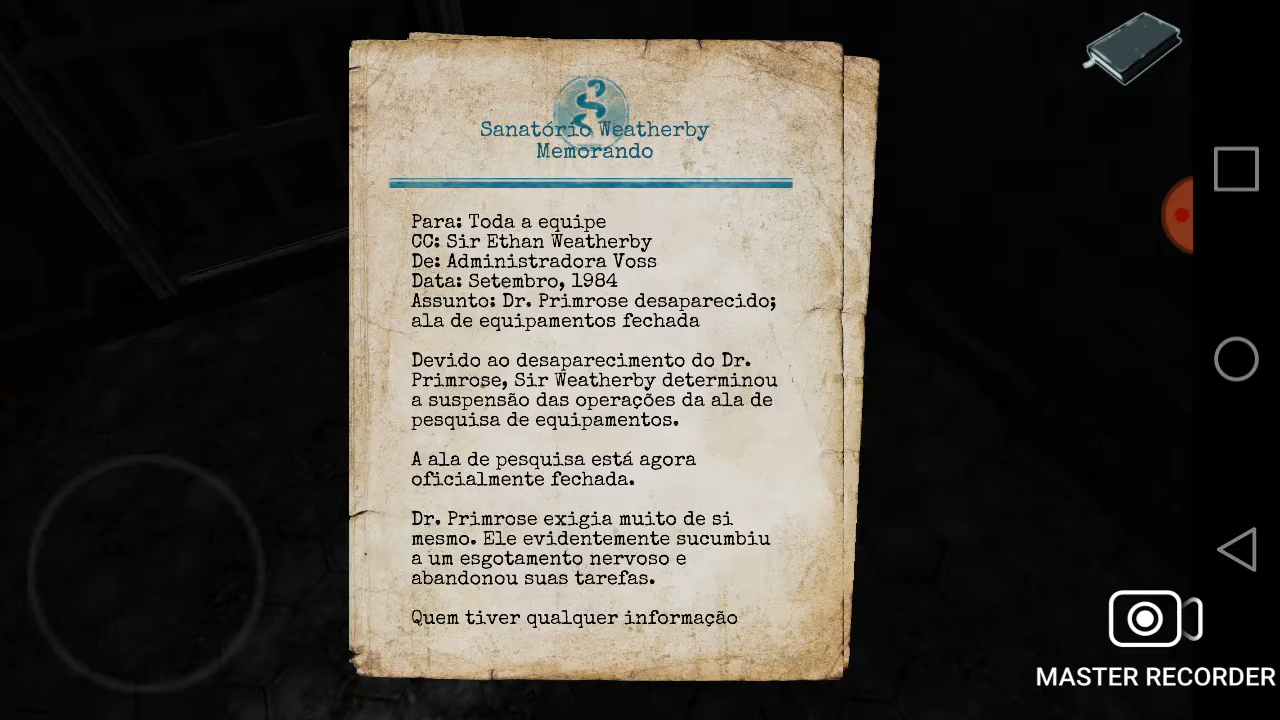 Sanatório Weatherby
Memorando
Para: Toda a equipe
CC: Sir Ethan Weatherby
De: Administradora Voss
Data: Setembro, 1984
Assunto: Dr. Primrose desaparecido;
ala de equipamentos fechada
Devido ao desaparecimento do Dr.
Primrose, Sir Weatherby determinou
a suspensão das operações da ala de
pesquisa de equipamentos.
A ala de pesquisa está agora
oficialmente fechada.
Dr. Primrose exigia muito de si
mesmo. Ele evidentemente sucumbiu
a um esgotamento nervoso e
abandonou suas tarefas.
Quem tiver qualquer informação
MASTER RECORDER